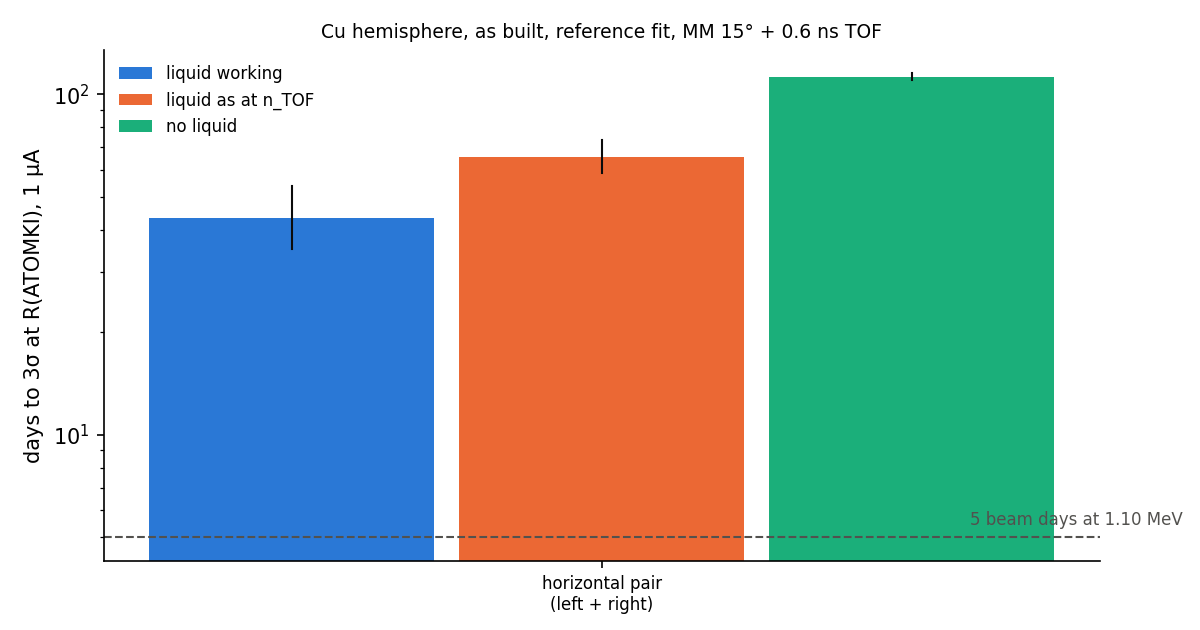 Cu hemisphere, as built, reference fit, MM 15° + 0.6 ns TOF
liquid working
liquid as at n_TOF
no liquid
days to 3σ at R(ATOMKI), 1 µA
10²
10¹
5 beam days at 1.10 MeV
horizontal pair
(left + right)